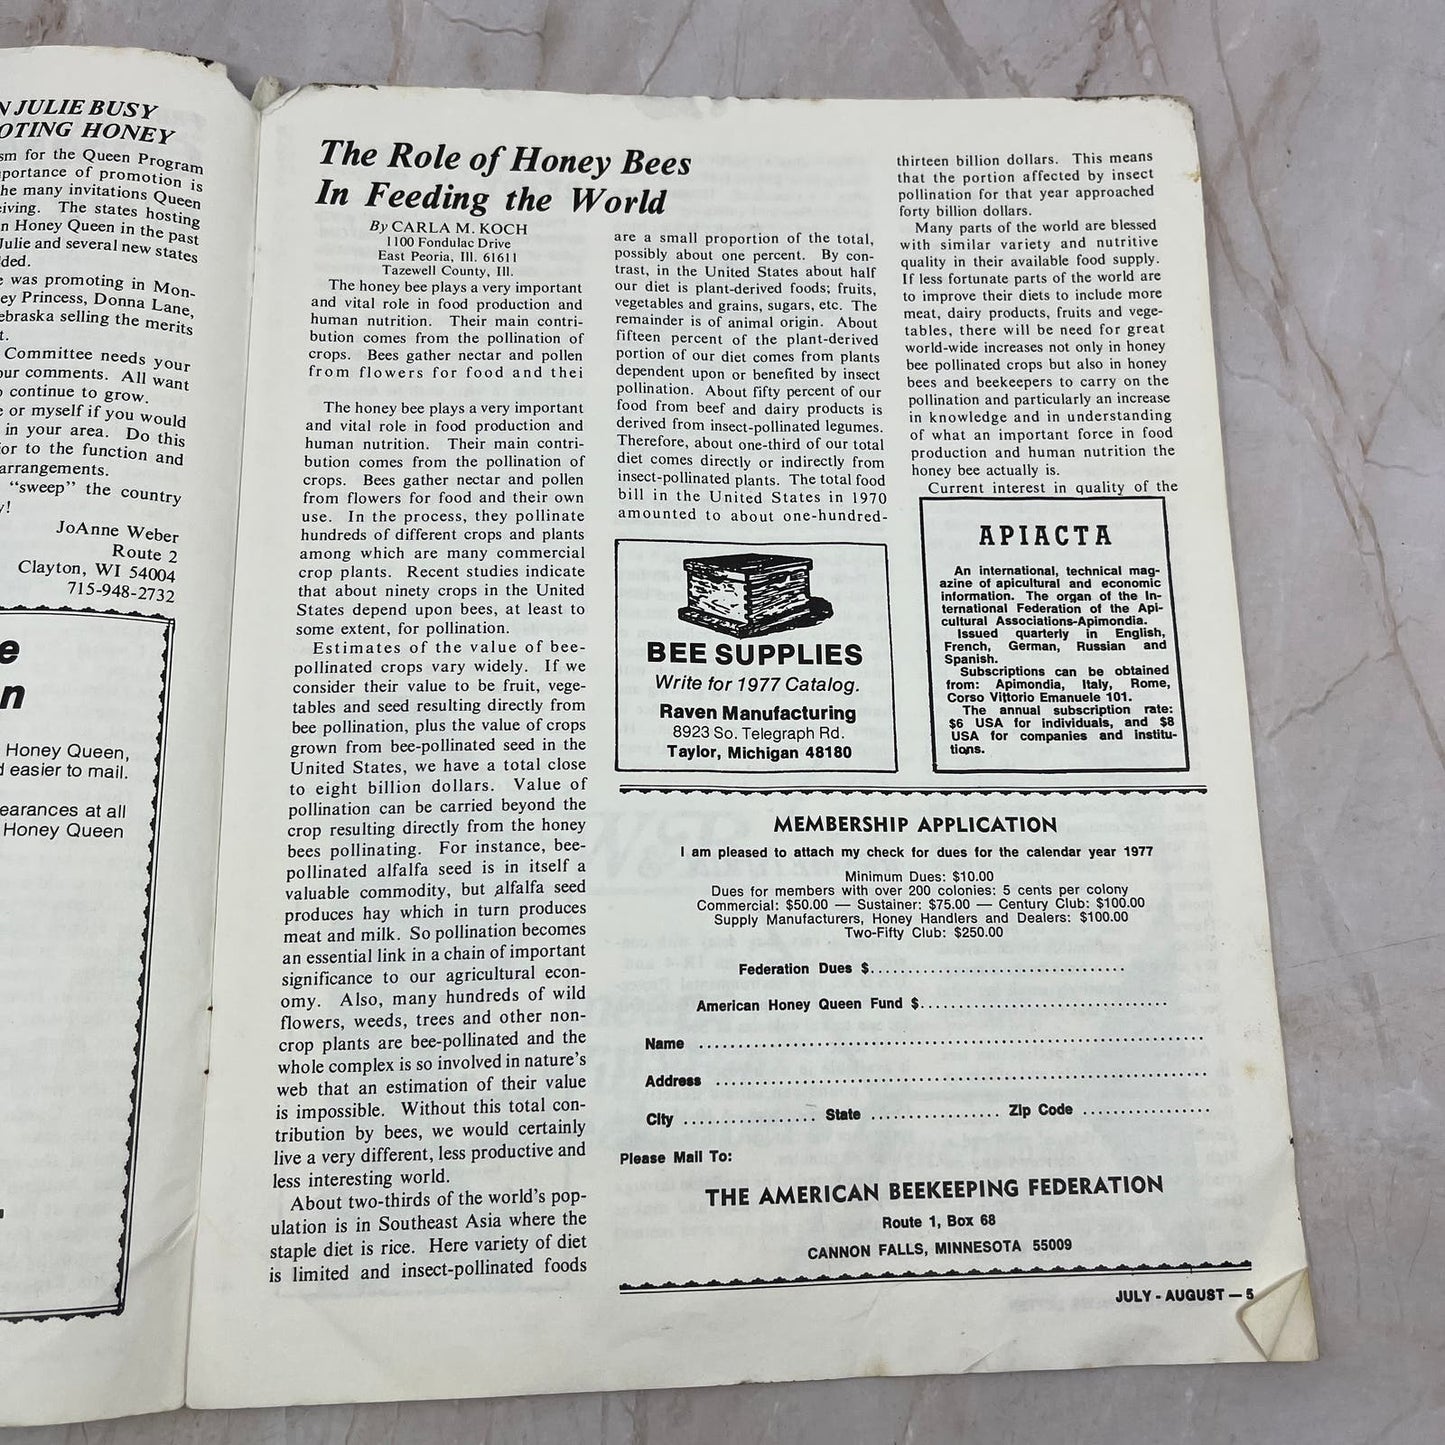 N JULIE BUSY
OTING HONEY
sm for the Queen Program
portance of promotion is
he many invitations Queen
eiving. The states hosting
n Honey Queen in the past
Julie and several new states
ded.
e was promoting in Mon-
ey Princess, Donna Lane,
ebraska selling the merits
t.
Committee needs your
our comments. All want
o continue to grow.
e or myself if you would
in your area. Do this
ior to the function and
arrangements.
"sweep" the country
y!
JoAnne Weber
Route 2
Clayton, WI 54004
715-948-2732
e
n
Honey Queen,
d easier to mail.
earances at all
Honey Queen
The Role of Honey Bees
In Feeding the World
By CARLA M. KOCH
1100 Fondulac Drive
East Peoria, Ill. 61611
Tazewell County, Ill.
The honey bee plays a very important
and vital role in food production and
human nutrition. Their main contri-
bution comes from the pollination of
crops. Bees gather nectar and pollen
from flowers for food and thei
The honey bee plays a very important
and vital role in food production and
human nutrition. Their main contri-
bution comes from the pollination of
crops. Bees gather nectar and pollen
from flowers for food and their own
use. In the process, they pollinate
hundreds of different crops and plants
among which are many commercial
crop plants. Recent studies indicate
that about ninety crops in the United
States depend upon bees, at least to
some extent, for pollination.
Estimates of the value of bee-
pollinated crops vary widely. If we
consider their value to be fruit, vege-
tables and seed resulting directly from
bee pollination, plus the value of crops
grown from bee-pollinated seed in the
United States, we have a total close
to eight billion dollars. Value of
pollination can be carried beyond the
crop resulting directly from the honey
bees pollinating. For instance, bee-
pollinated alfalfa seed is in itself a
valuable commodity, but alfalfa seed
produces hay which in turn produces
meat and milk. So pollination becomes
an essential link in a chain of important
significance to our agricultural econ-
omy. Also, many hundreds of wild
flowers, weeds, trees and other non-
crop plants are bee-pollinated and the
whole complex is so involved in nature's
web that an estimation of their value
is impossible. Without this total con-
tribution by bees, we would certainly
live a very different, less productive and
less interesting world.
About two-thirds of the world's pop-
ulation is in Southeast Asia where the
staple diet is rice. Here variety of diet
is limited and insect-pollinated foods
are a small proportion of the total,
possibly about one percent. By con-
trast, in the United States about half
our diet is plant-derived foods; fruits,
vegetables and grains, sugars, etc. The
remainder is of animal origin. About
fifteen percent of the plant-derived
portion of our diet comes from plants
dependent upon or benefited by insect
pollination. About fifty percent of our
food from beef and dairy products is
derived from insect-pollinated legumes.
Therefore, about one-third of our total
diet comes directly or indirectly from
insect-pollinated plants. The total food
bill in the United States in 1970
amounted to about one-hundred-
thirteen billion dollars. This means
that the portion affected by insect
pollination for that year approached
forty billion dollars.
Many parts of the world are blessed
with similar variety and nutritive
quality in their available food supply.
If less fortunate parts of the world are
to improve their diets to include more
meat, dairy products, fruits and vege-
tables, there will be need for great
world-wide increases not only in honey
bee pollinated crops but also in honey
bees and beekeepers to carry on the
pollination and particularly an increase
in knowledge and in understanding
of what an important force in food
production and human nutrition the
honey bee actually is.
Current interest in quality of the
BEE SUPPLIES
Write for 1977 Catalog.
Raven Manufacturing
8923 So. Telegraph Rd.
Taylor, Michigan 48180
APIACTA
An international, technical mag-
azine of apicultural and economic
information. The organ of the In-
ternational Federation of the Api-
cultural Associations-Apimondia.
Issued quarterly in English,
French, German, Russian and
Spanish.
Subscriptions can be obtained
from: Apimondia, Italy, Rome,
Corso Vittorio Emanuele 101.
The annual subscription rate:
$6 USA for individuals, and $8
USA for companies and institu-
tions.
MEMBERSHIP APPLICATION
I am pleased to attach my check for dues for the calendar year 1977
Minimum Dues: $10.00
Dues for members with over 200 colonies: 5 cents per colony
Commercial: $50.00 — Sustainer: $75.00 — Century Club: $100.00
Supply Manufacturers, Honey Handlers and Dealers: $100.00
Two-Fifty Club: $250.00
Federation Dues $..................................
American Honey Queen Fund $.................................
Name ..................................................................
Address ................................................................
City ................. State ................. Zip Code .................
Please Mail To:
THE AMERICAN BEEKEEPING FEDERATION
Route 1, Box 68
CANNON FALLS, MINNESOTA 55009
JULY - AUGUST — 5